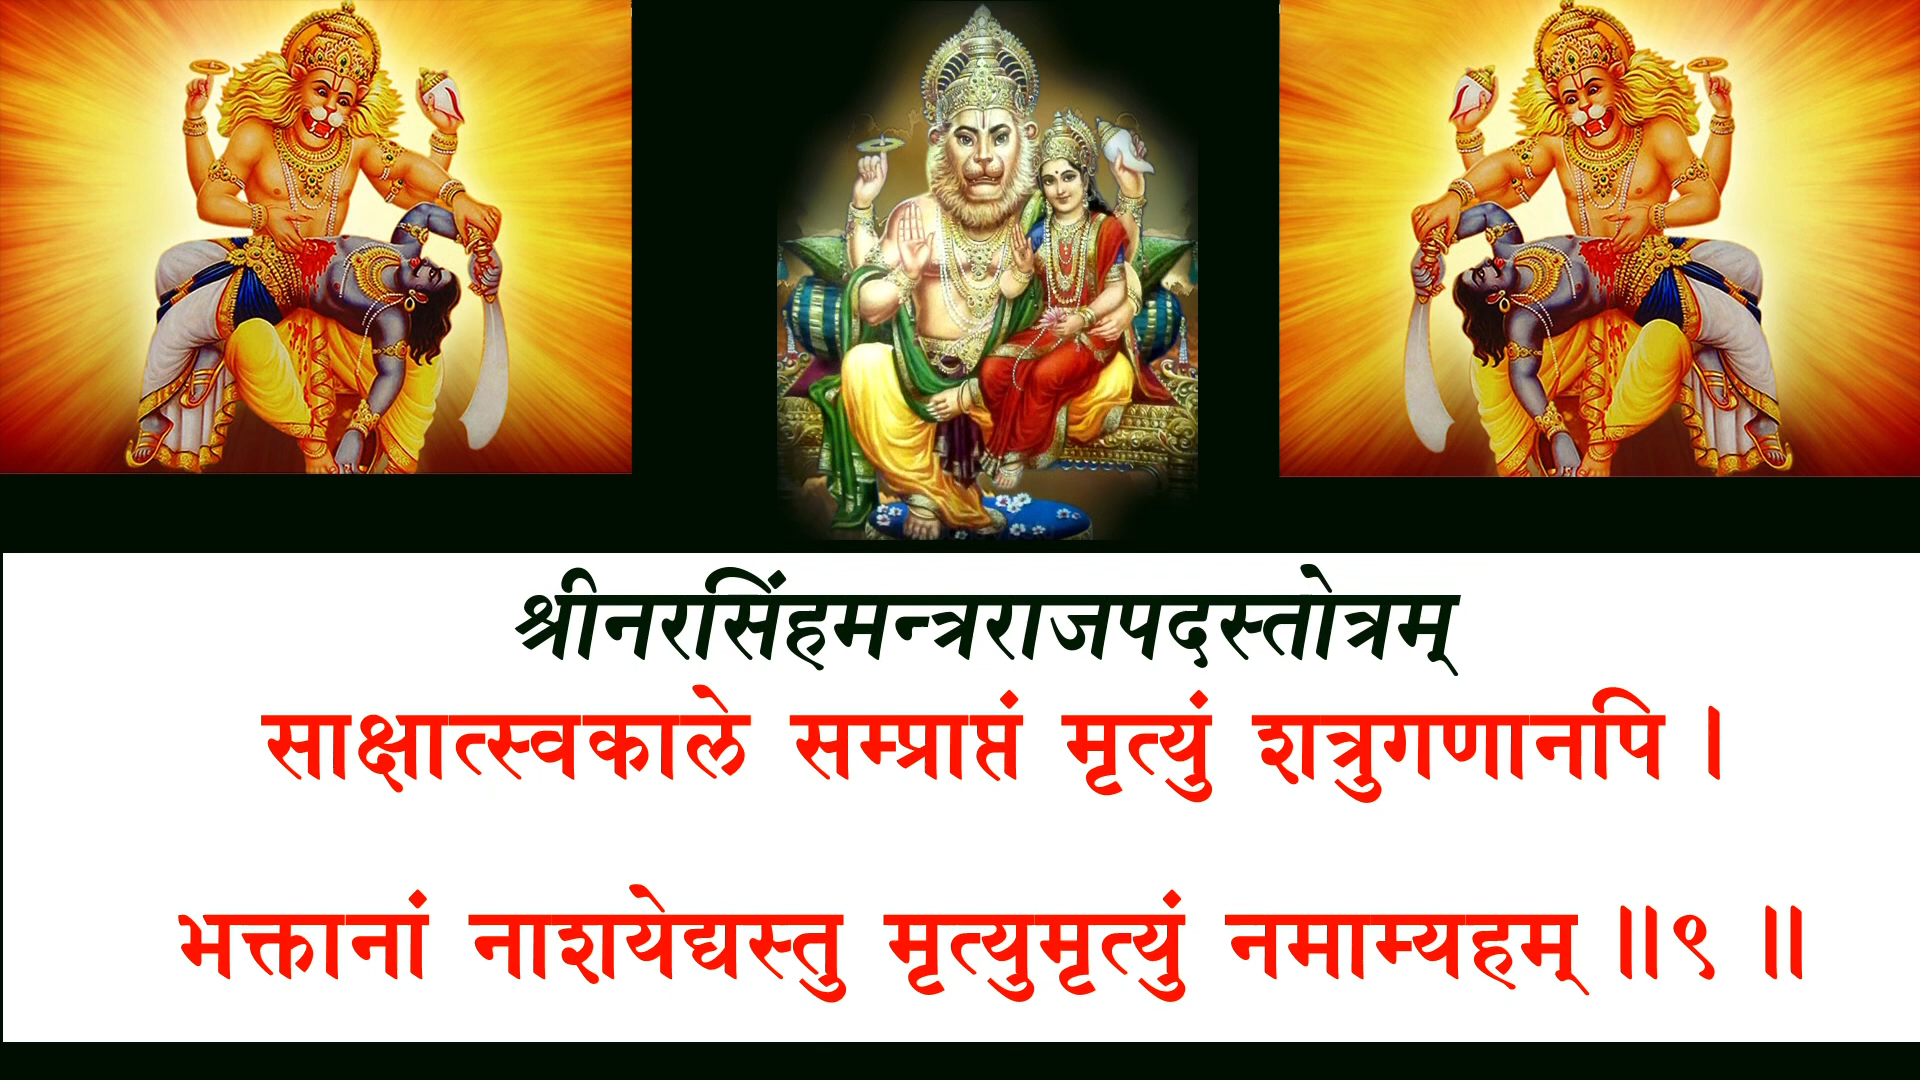 श्रीनरसिंहमन्त्रराजपदस्तोत्रम्
साक्षात्स्वकाले सम्प्राप्तं मृत्युं शत्रुगणानपि ।
भक्तानां नाशयेद्यस्तु मृत्युमृत्युं नमाम्यहम् ॥९ ॥